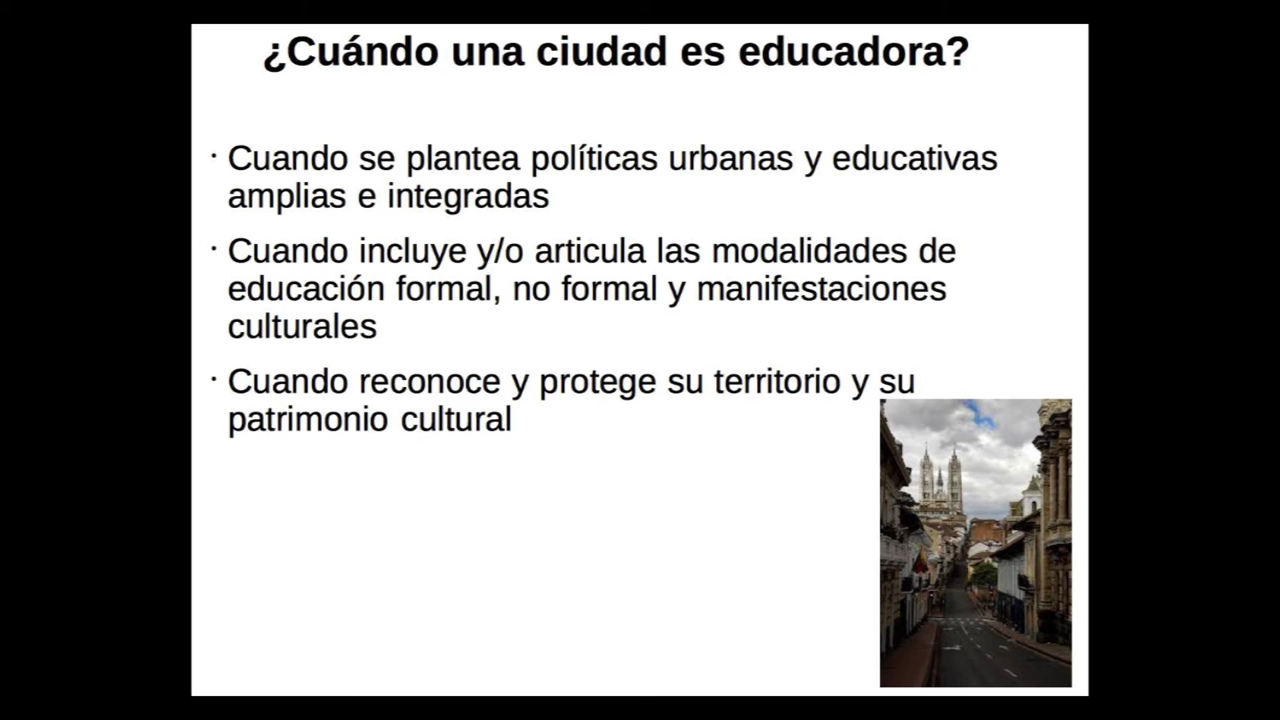 ¿Cuándo una ciudad es educadora?
· Cuando se plantea políticas urbanas y educativas
amplias e integradas
· Cuando incluye y/o articula las modalidades de
educación formal, no formal y manifestaciones
culturales
· Cuando reconoce y protege su territorio y su
patrimonio cultural